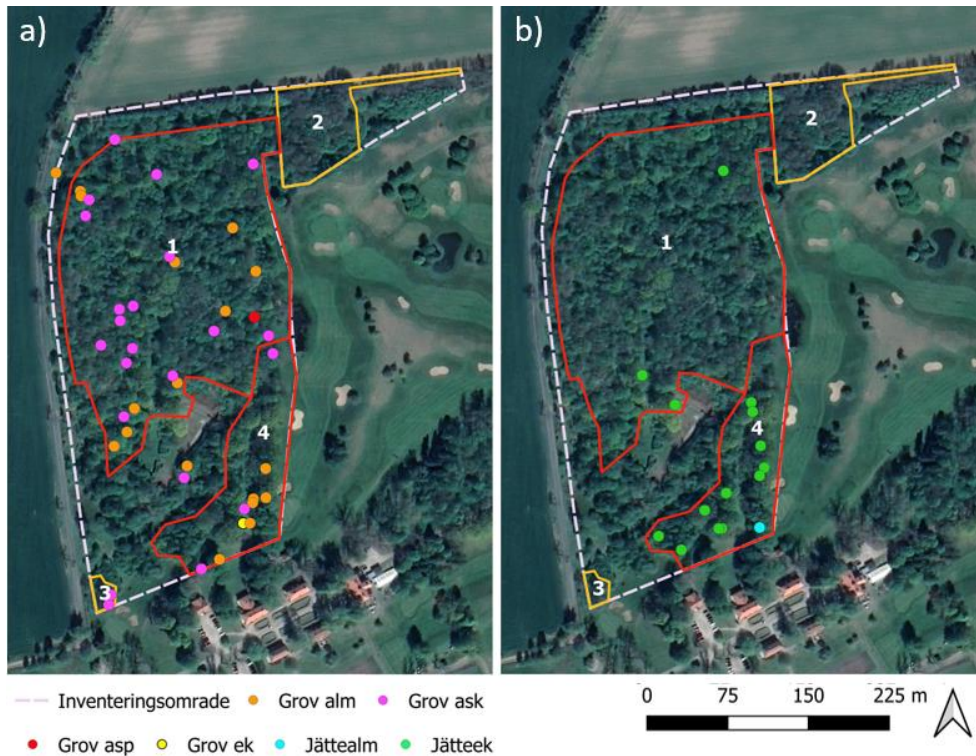 a)
b)
2
2
1
1
4
4
3
3
Inventeringsomrade Grov alm Grov ask
0 75 150 225 m
Grov asp Grov ek Jättealm Jätteek